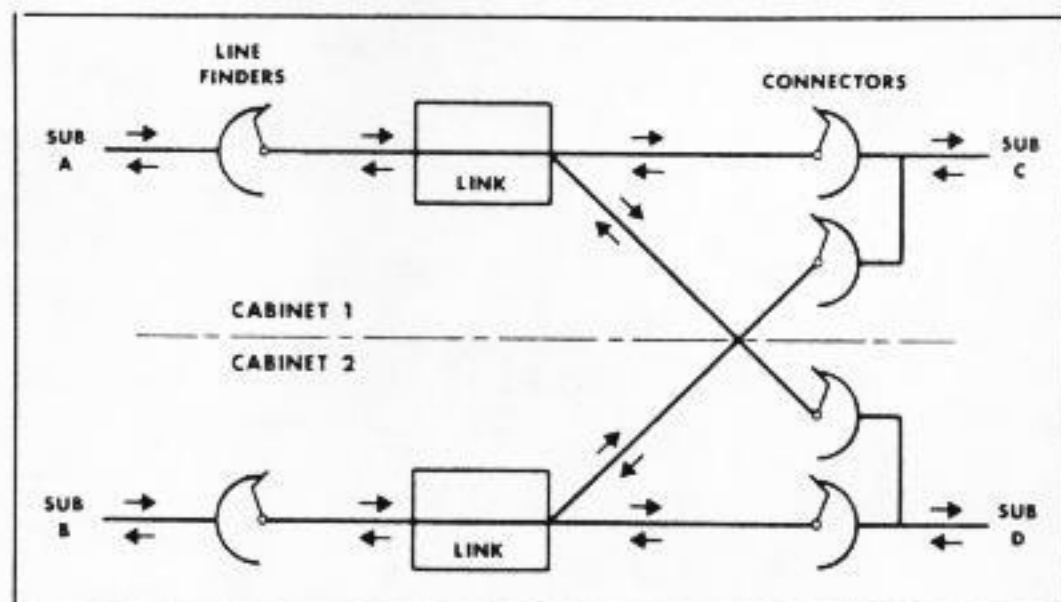 LINE
FINDERS
CONNECTORS
SUB
A
LINK
SUB
C
CABINET 1
CABINET 2
SUB
B
LINK
SUB
D